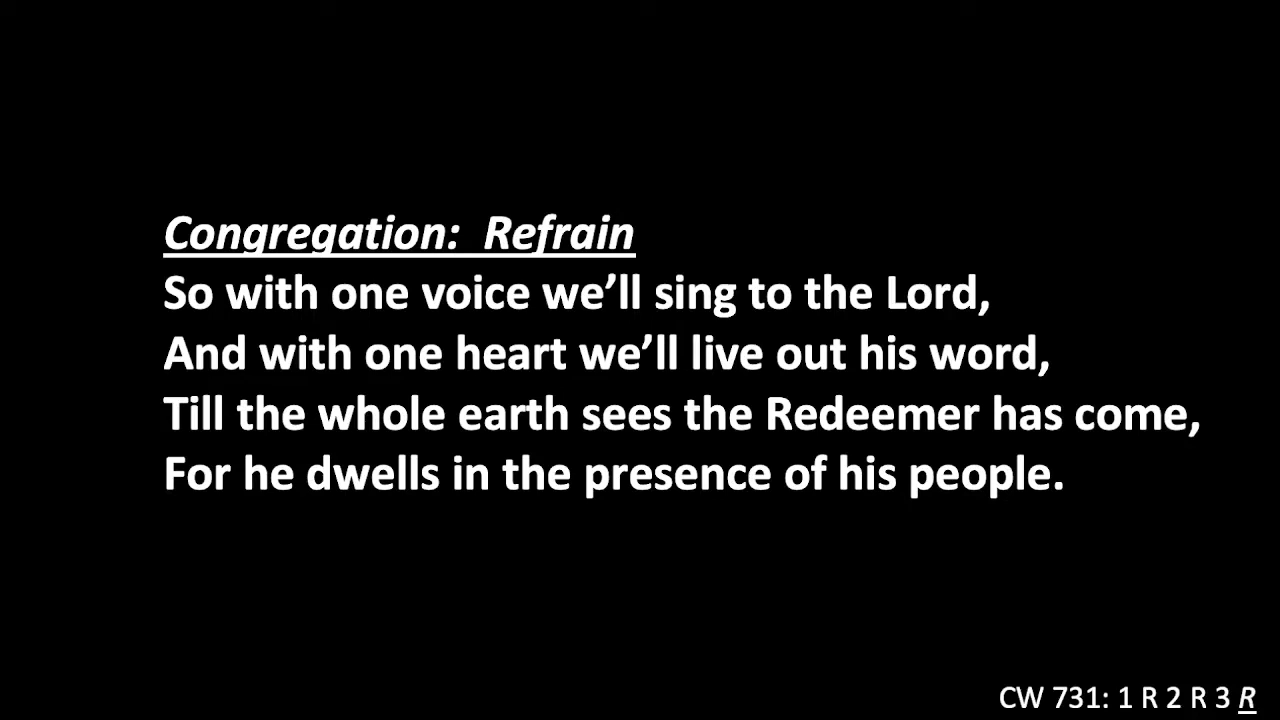 Congregation:  Refrain
So with one voice we’ll sing to the Lord,
And with one heart we’ll live out his word,
Till the whole earth sees the Redeemer has come,
For he dwells in the presence of his people.
CW 731: 1 R 2 R 3 R